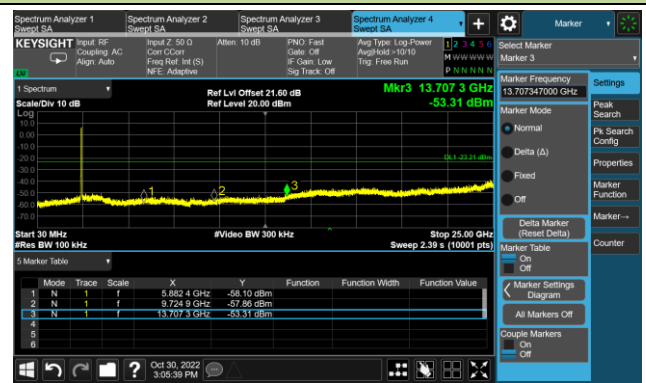 Spectrum Analyzer 1
Swept SA
Spectrum Analyzer 2
Swept SA
Spectrum Analyzer 3
Swept SA
Spectrum Analyzer 4
Swept SA
+
Marker
KEYSIGHT
Input: RF
Coupling: AC
Align: Auto
Input Z: 50 Ω
Corr CCorr
Freq Ref: Int (S)
NFE: Adaptive
Atten: 10 dB
PNO: Fast
Gate: Off
IF Gain: Low
Sig Track: Off
Avg Type: Log-Power
Avg|Hold:>10/10
Trig: Free Run
1 2 3 4 5 6
M W W W W W
P N N N N N
LXI
Select Marker
Marker 3
1 Spectrum
Scale/Div 10 dB
Ref Lvl Offset 21.60 dB
Ref Level 20.00 dBm
Mkr3 13.707 3 GHz
-53.31 dBm
Log
10.0
0.00
-10.0
-20.0
-30.0
-40.0
-50.0
-60.0
-70.0
DL1 -23.21 dBm
1
2
3
Start 30 MHz
#Res BW 100 kHz
#Video BW 300 kHz
Stop 25.00 GHz
Sweep 2.39 s (10001 pts)
5 Marker Table
Mode Trace Scale X Y Function Function Width Function Value
1 N 1 f 5.882 4 GHz -58.10 dBm
2 N 1 f 9.724 9 GHz -57.86 dBm
3 N 1 f 13.707 3 GHz -53.31 dBm
4
5
6
Marker Frequency
13.707347000 GHz
Marker Mode
Normal
Delta (Δ)
Fixed
Off
Delta Marker
(Reset Delta)
Marker Table
On
Off
Marker Settings
Diagram
All Markers Off
Couple Markers
On
Off
Settings
Peak
Search
Pk Search
Config
Properties
Marker
Function
Marker→
Counter
?
Oct 30, 2022
3:05:39 PM